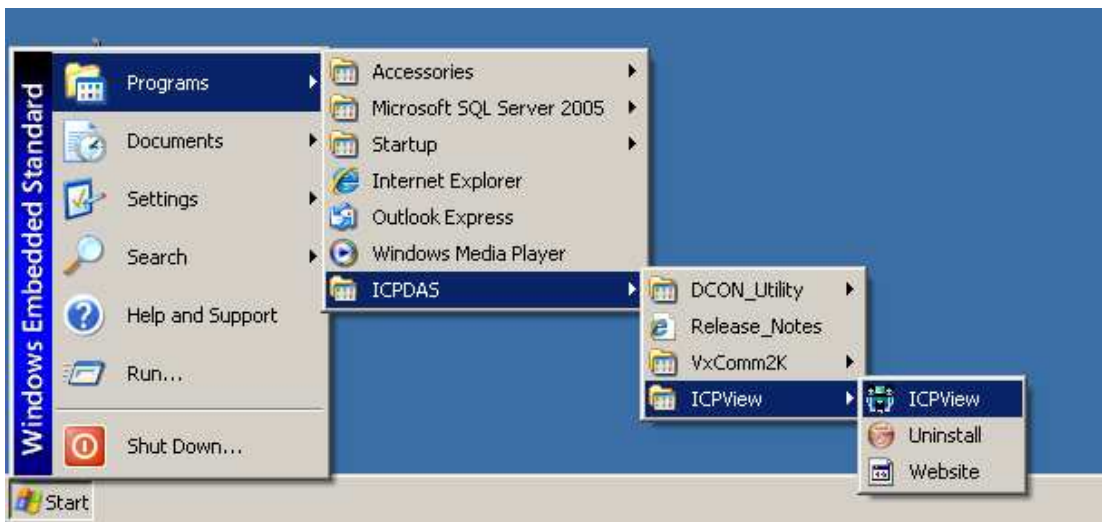 Windows Embedded Standard
Programs
Documents
Settings
Search
Help and Support
Run...
Shut Down...
Accessories
Microsoft SQL Server 2005
Startup
Internet Explorer
Outlook Express
Windows Media Player
ICPDAS
DCON_Utility
Release_Notes
VxComm2K
ICPView
ICPView
Uninstall
Website
Start